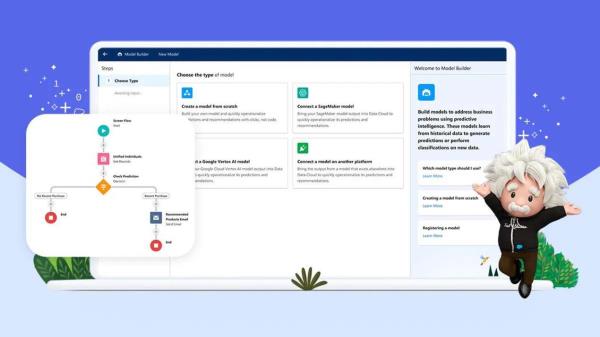 Model Builder
New Model
Steps
1 Choose Type
Awaiting input...
Choose the type of model
Create a model from scratch
Build your own model and quickly operationalize
predictions and recommendations with clicks, not code.
Connect a SageMaker model
Bring your SageMaker model output into Data Cloud to
quickly operationalize its predictions and
recommendations.
t a Google Vertex AI model
ur Google Cloud Vertex AI model output into Data
o quickly operationalize its predictions and
endations.
Connect a model on another platform
Bring the output from a model that exists elsewhere into
Data Cloud to quickly operationalize its predictions and
recommendations.
Welcome to Model Builder
Build models to address business
problems using predictive
intelligence. These models learn
from historical data to generate
predictions or perform
classifications on new data.
Which model type should I use?
Learn More
Creating a model from scratch
Learn More
Registering a model
Learn More
Screen Flow
Start
Unified Individuals
Get Records
Check Prediction
Decision
No Recent Purchase
Recent Purchase
End
Recommended
Products Email
Send Email
End
1 0